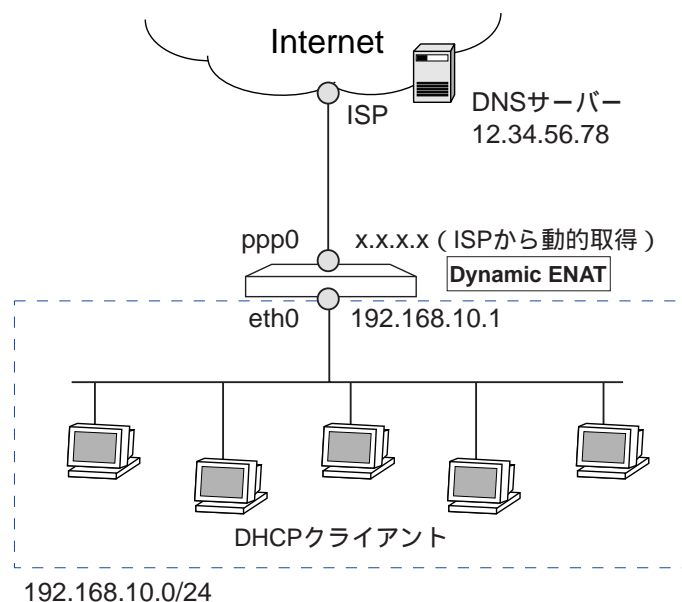 Internet
DNSサーバー
12.34.56.78
ISP
ppp0
x.x.x.x ( ISPから動的取得 )
Dynamic ENAT
eth0
192.168.10.1
DHCPクライアント
192.168.10.0/24